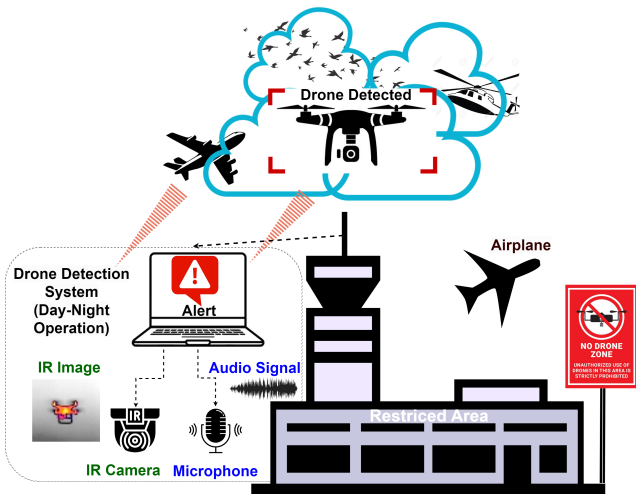 Drone Detected
Airplane
Drone Detection
System
(Day-Night
Operation)
Alert
NO DRONE
ZONE
UNAUTHORIZED USE OF
DRONES IN THIS AREA IS
STRICTLY PROHIBITED
IR Image
Audio Signal
Restriced Area
IR
IR Camera
Microphone